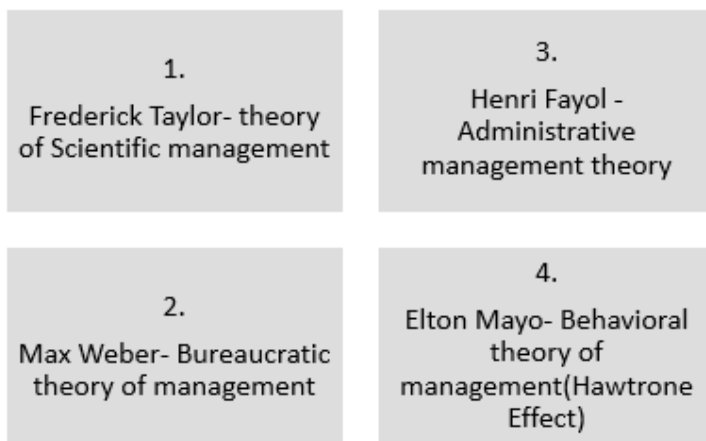 1.
Frederick Taylor- theory
of Scientific management
2.
Max Weber- Bureaucratic
theory of management
3.
Henri Fayol -
Administrative
management theory
4.
Elton Mayo- Behavioral
theory of
management(Hawtrone
Effect)